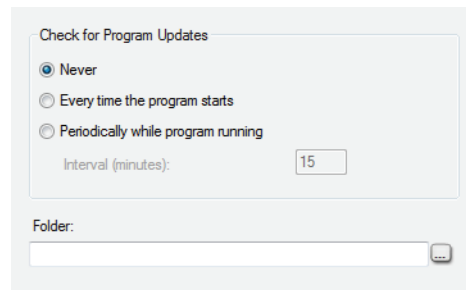 Check for Program Updates
Never
Every time the program starts
Periodically while program running
Interval (minutes): 15
Folder:
...